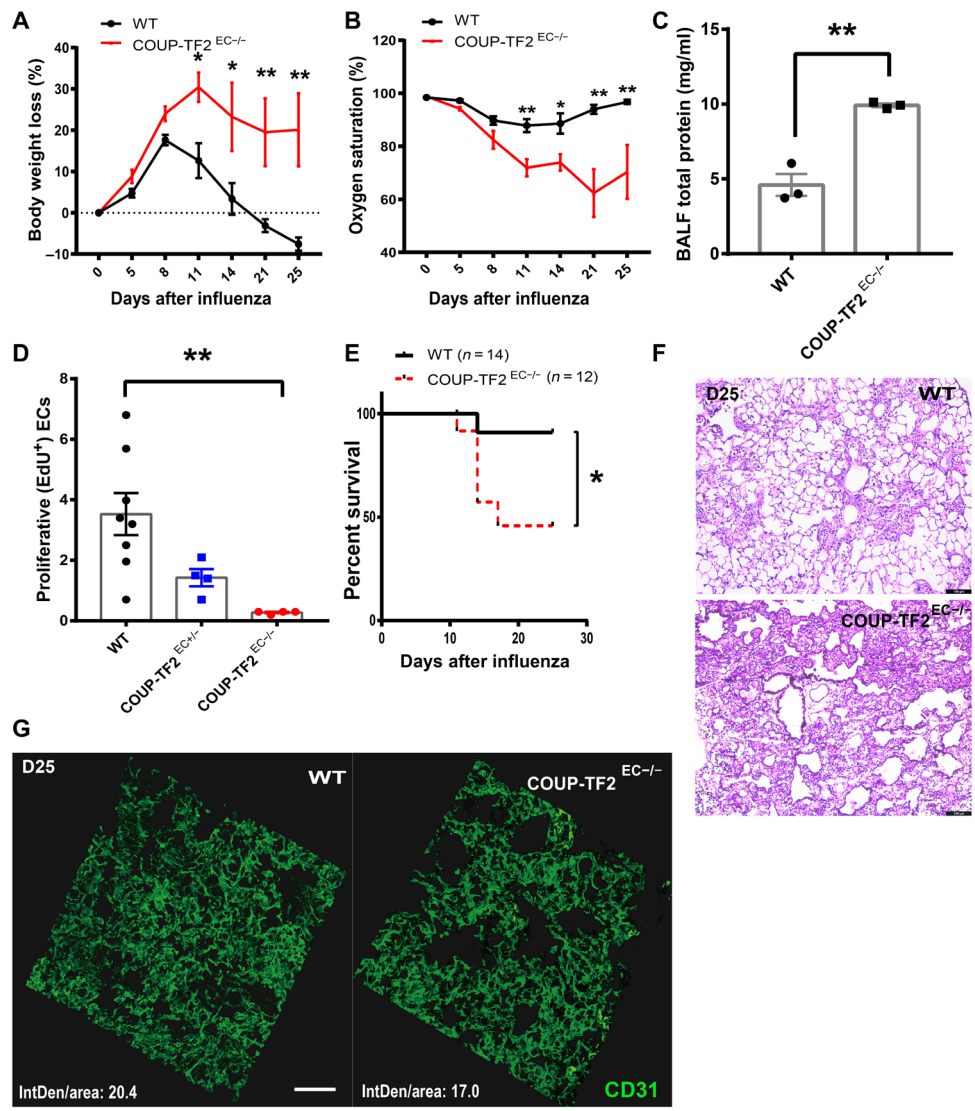 A
WT
COUP-TF2 EC−/−
Body weight loss (%)
40
30
20
10
0
−10
* * ** **
0 5 8 11 14 21 25
Days after influenza
B
WT
COUP-TF2 EC−/−
Oxygen saturation (%)
120
100
80
60
40
** * ** **
0 5 8 11 14 21 25
Days after influenza
C
**
BALF total protein (mg/ml)
15
10
5
0
WT
COUP-TF2 EC−/−
D
**
Proliferative (EdU+) ECs
8
6
4
2
0
WT
COUP-TF2 EC+/−
COUP-TF2 EC−/−
E
WT (n = 14)
COUP-TF2 EC−/− (n = 12)
Percent survival
100
50
0
*
0 10 20 30
Days after influenza
F
D25 WT
COUP-TF2 EC−/−
G
D25 WT
IntDen/area: 20.4
COUP-TF2 EC−/−
IntDen/area: 17.0
CD31